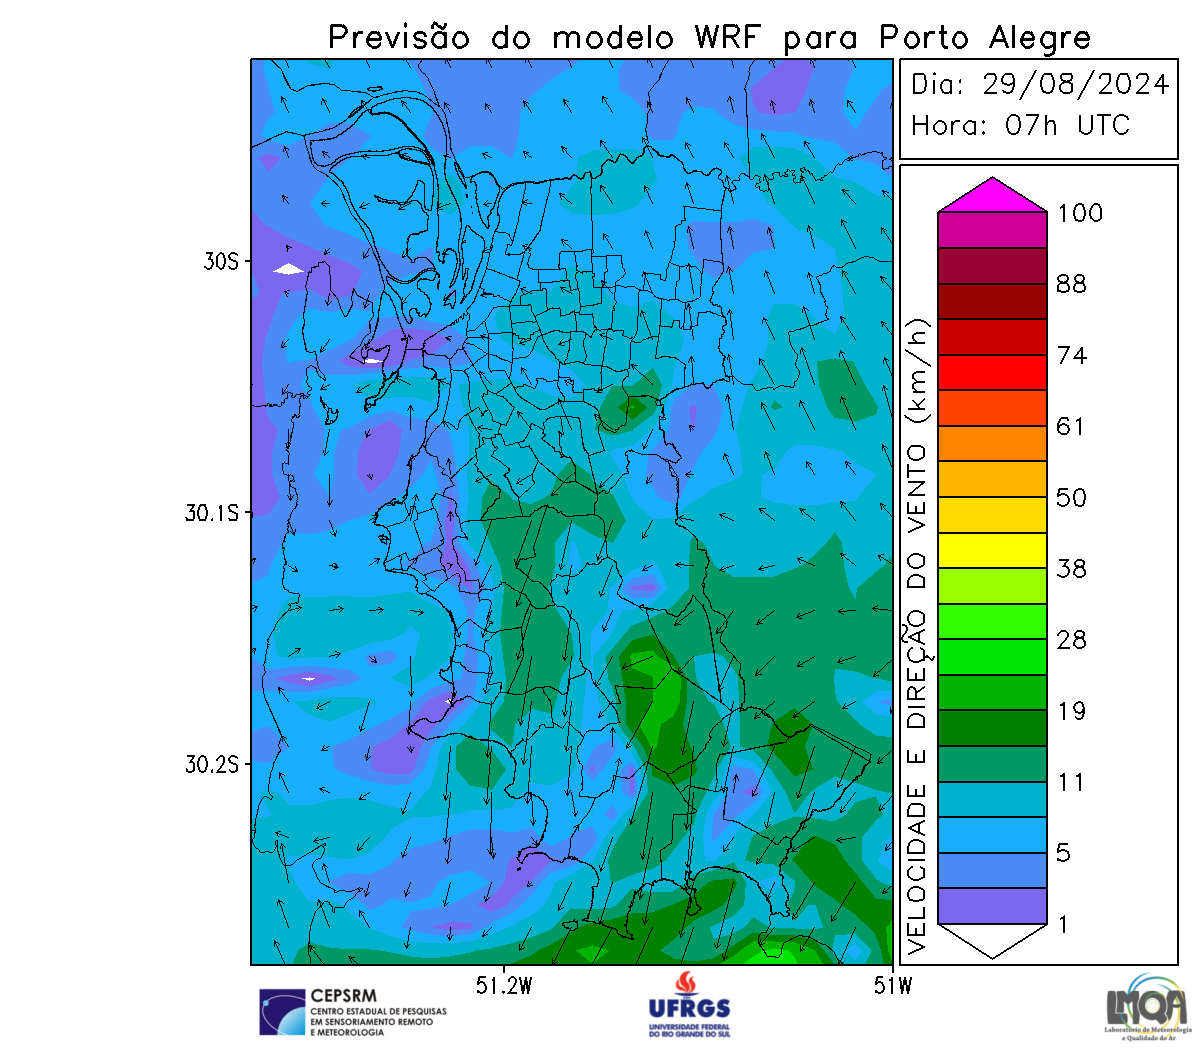 Previsão do modelo WRF para Porto Alegre
Dia: 29/08/2024
Hora: 07h UTC
30S
30.1S
30.2S
51.2W
51W
VELOCIDADE E DIREÇÃO DO VENTO (km/h)
100
88
74
61
50
38
28
19
11
5
1
CEPSRM
CENTRO ESTADUAL DE PESQUISAS
EM SENSORIAMENTO REMOTO
E METEOROLOGIA
UFRGS
UNIVERSIDADE FEDERAL
DO RIO GRANDE DO SUL
LMQA
Laboratório de Meteorologia
e Qualidade do Ar